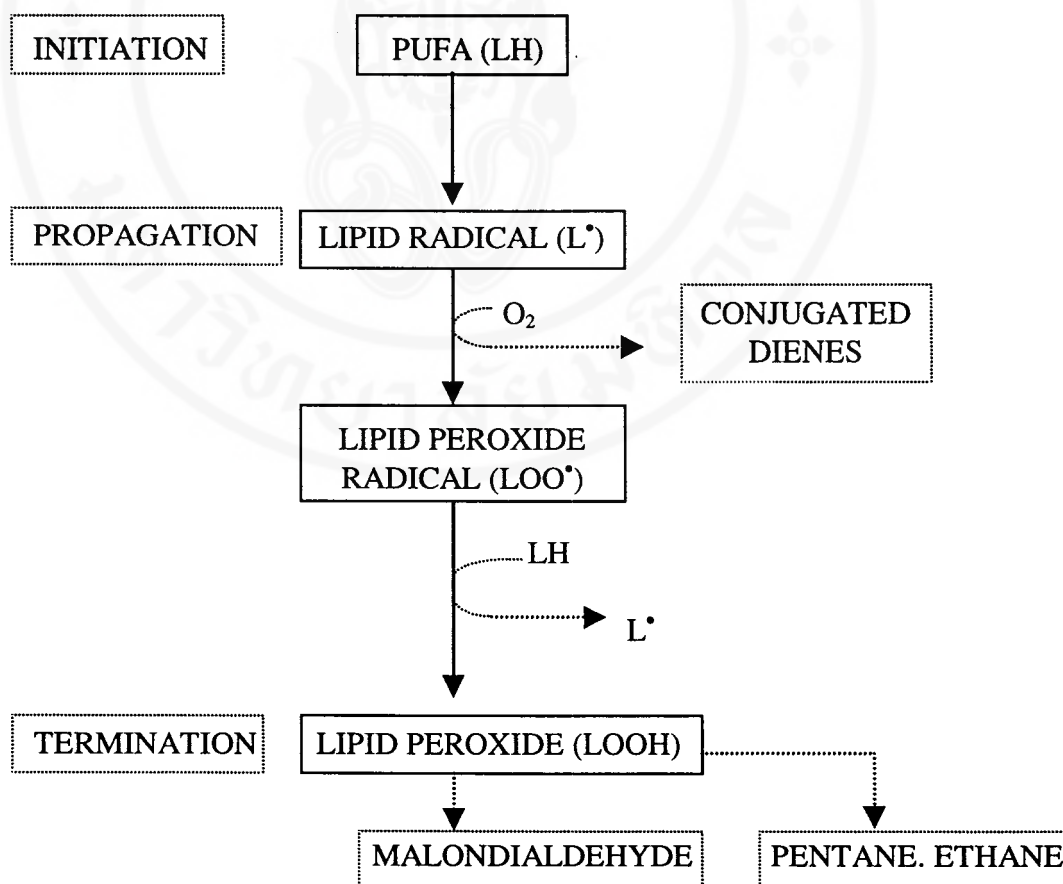 INITIATION
PUFA (LH)
PROPAGATION
LIPID RADICAL (L•)
O₂
CONJUGATED
DIENES
LIPID PEROXIDE
RADICAL (LOO•)
LH
L•
TERMINATION
LIPID PEROXIDE (LOOH)
MALONDIALDEHYDE
PENTANE. ETHANE